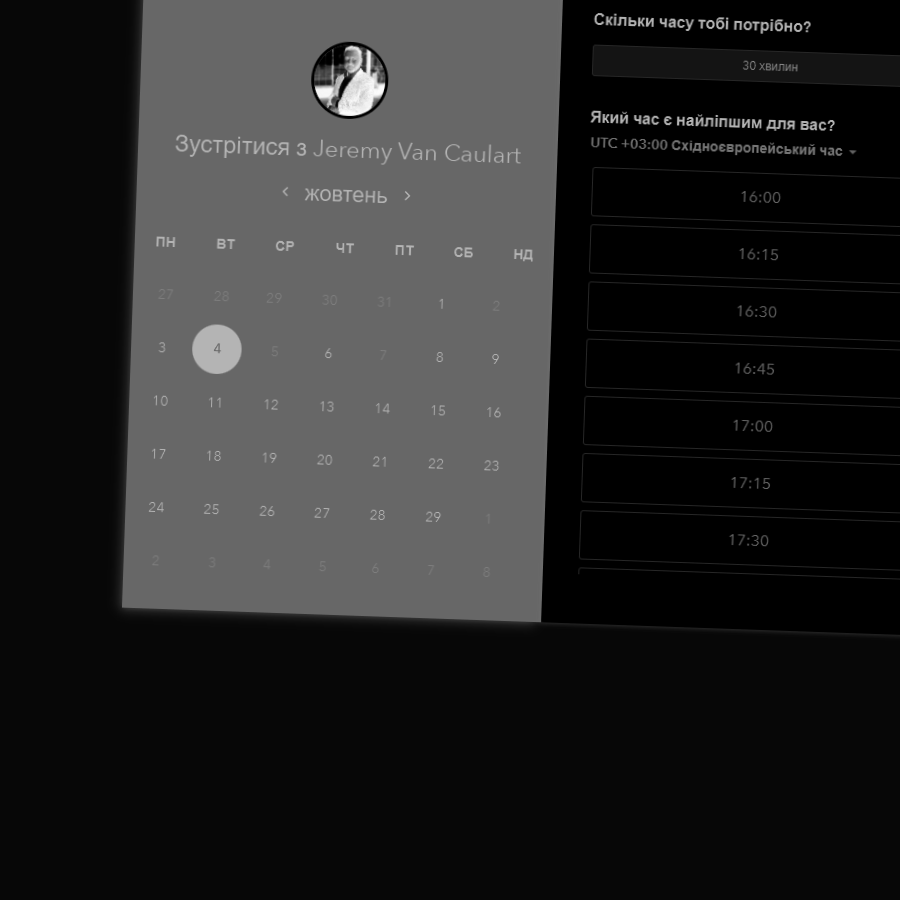 Зустрітися з Jeremy Van Caulart
жовтень
ПН ВТ СР ЧТ ПТ СБ НД
27 28 29 30 31 1 2
3 4 5 6 7 8 9
10 11 12 13 14 15 16
17 18 19 20 21 22 23
24 25 26 27 28 29 1
2 3 4 5 6 7 8
Скільки часу тобі потрібно?
30 хвилин
Який час є найліпшим для вас?
UTC +03:00 Східноєвропейський час
16:00
16:15
16:30
16:45
17:00
17:15
17:30